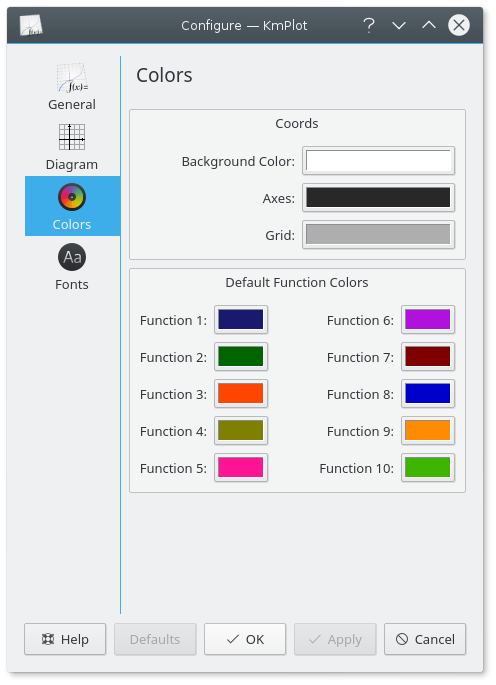 Configure — KmPlot
f(x)=
General
Diagram
Colors
Aa
Fonts
Colors
Coords
Background Color:
Axes:
Grid:
Default Function Colors
Function 1:
Function 6:
Function 2:
Function 7:
Function 3:
Function 8:
Function 4:
Function 9:
Function 5:
Function 10:
Help
Defaults
OK
Apply
Cancel